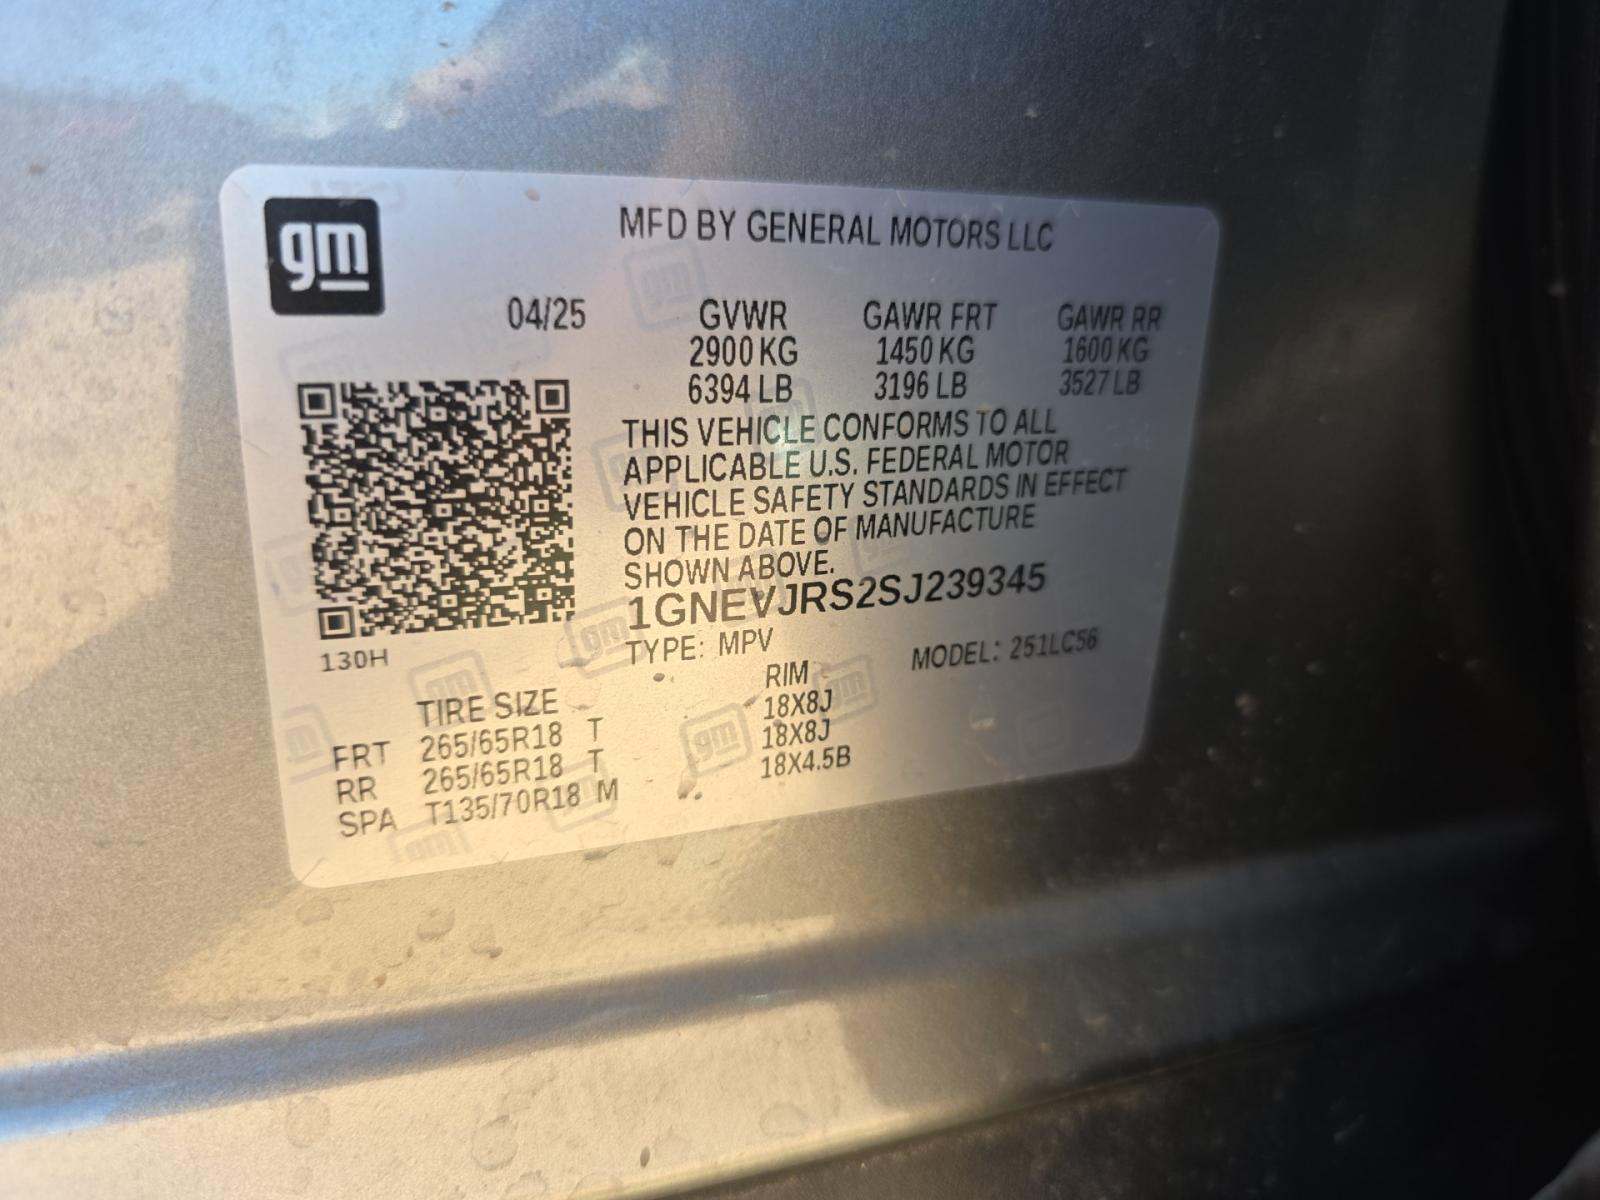 gm
MFD BY GENERAL MOTORS LLC
04/25 GVWR GAWR FRT GAWR RR
2900 KG 1450 KG 1600 KG
6394 LB 3196 LB 3527 LB
THIS VEHICLE CONFORMS TO ALL
APPLICABLE U.S. FEDERAL MOTOR
VEHICLE SAFETY STANDARDS IN EFFECT
ON THE DATE OF MANUFACTURE
SHOWN ABOVE.
1GNEVJRS2SJ239345
130H
TYPE: MPV MODEL: 251LC56
TIRE SIZE RIM
FRT 265/65R18 T 18X8J
RR 265/65R18 T 18X8J
SPA T135/70R18 M 18X4.5B